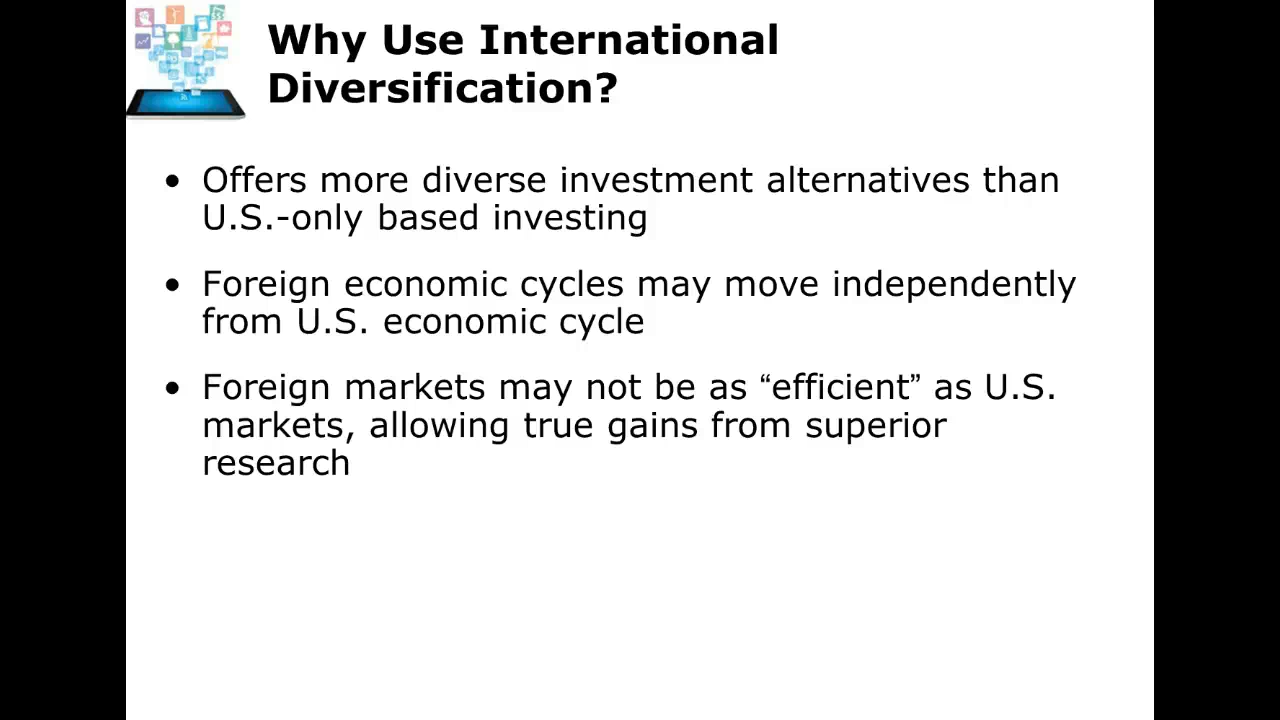 Why Use International
Diversification?
• Offers more diverse investment alternatives than
U.S.-only based investing
• Foreign economic cycles may move independently
from U.S. economic cycle
• Foreign markets may not be as “efficient” as U.S.
markets, allowing true gains from superior
research